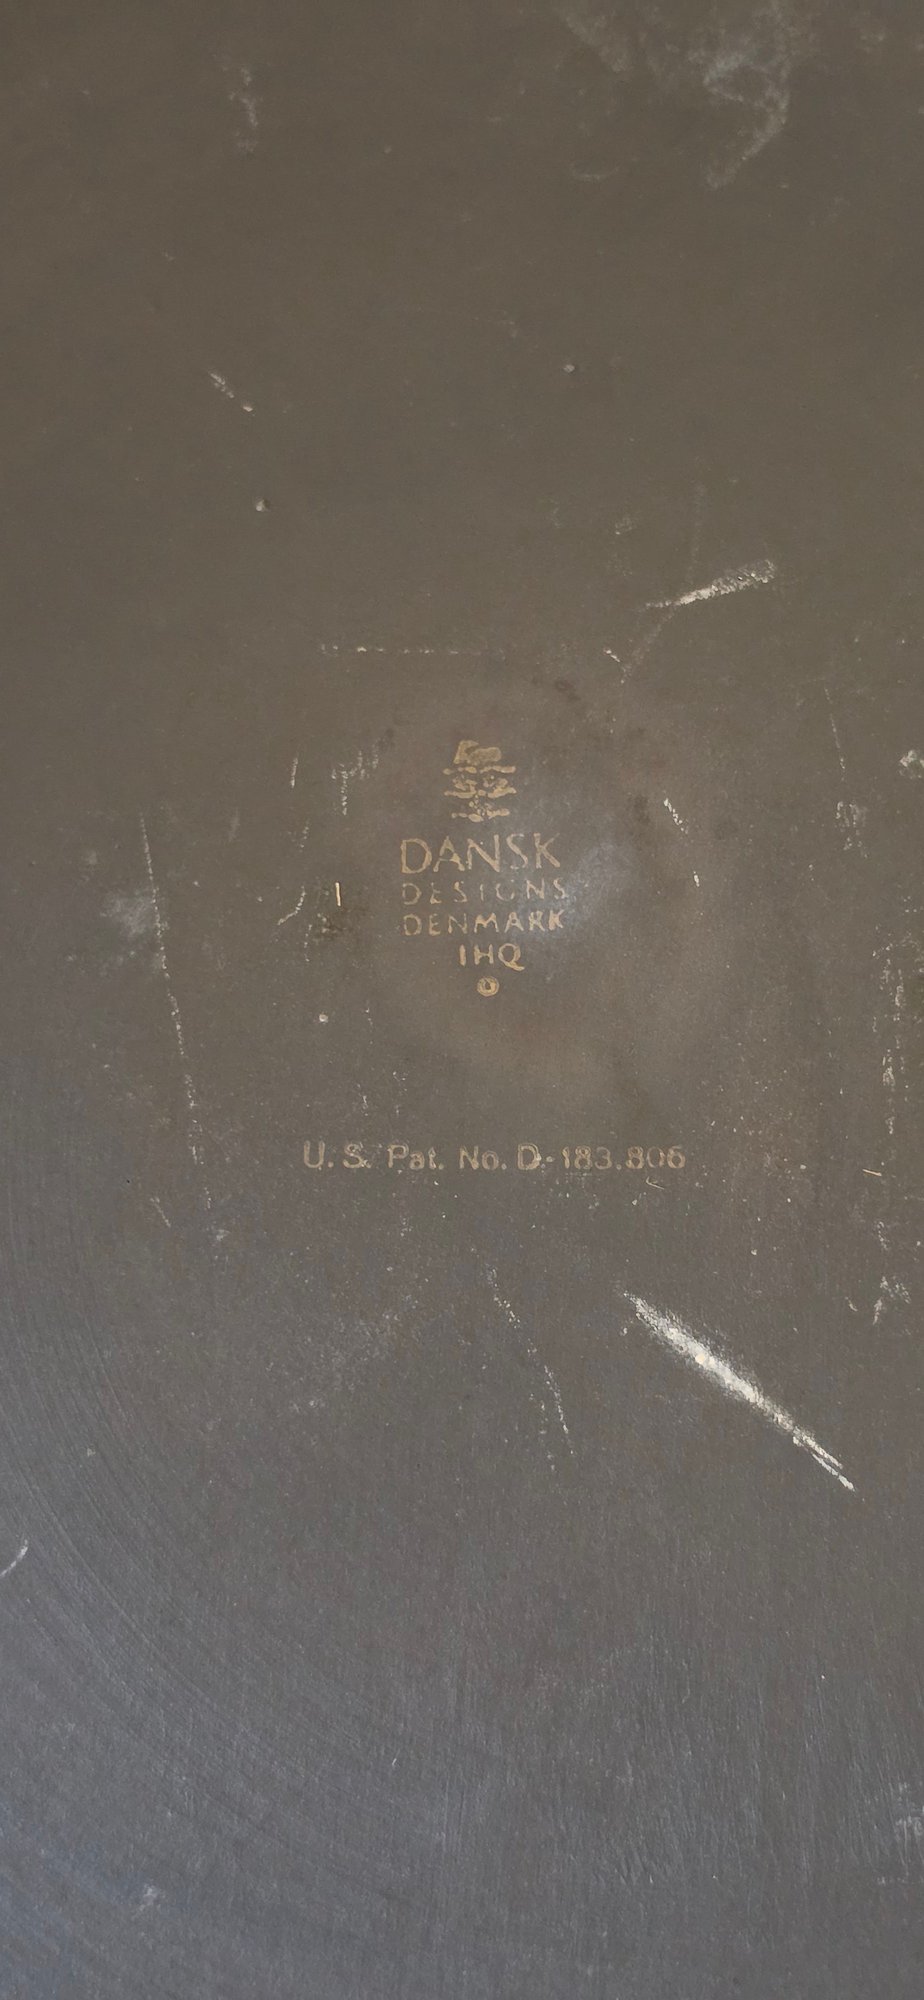 DANSK
DESIGNS
DENMARK
IHQ
U.S. Pat. No. D-183.806